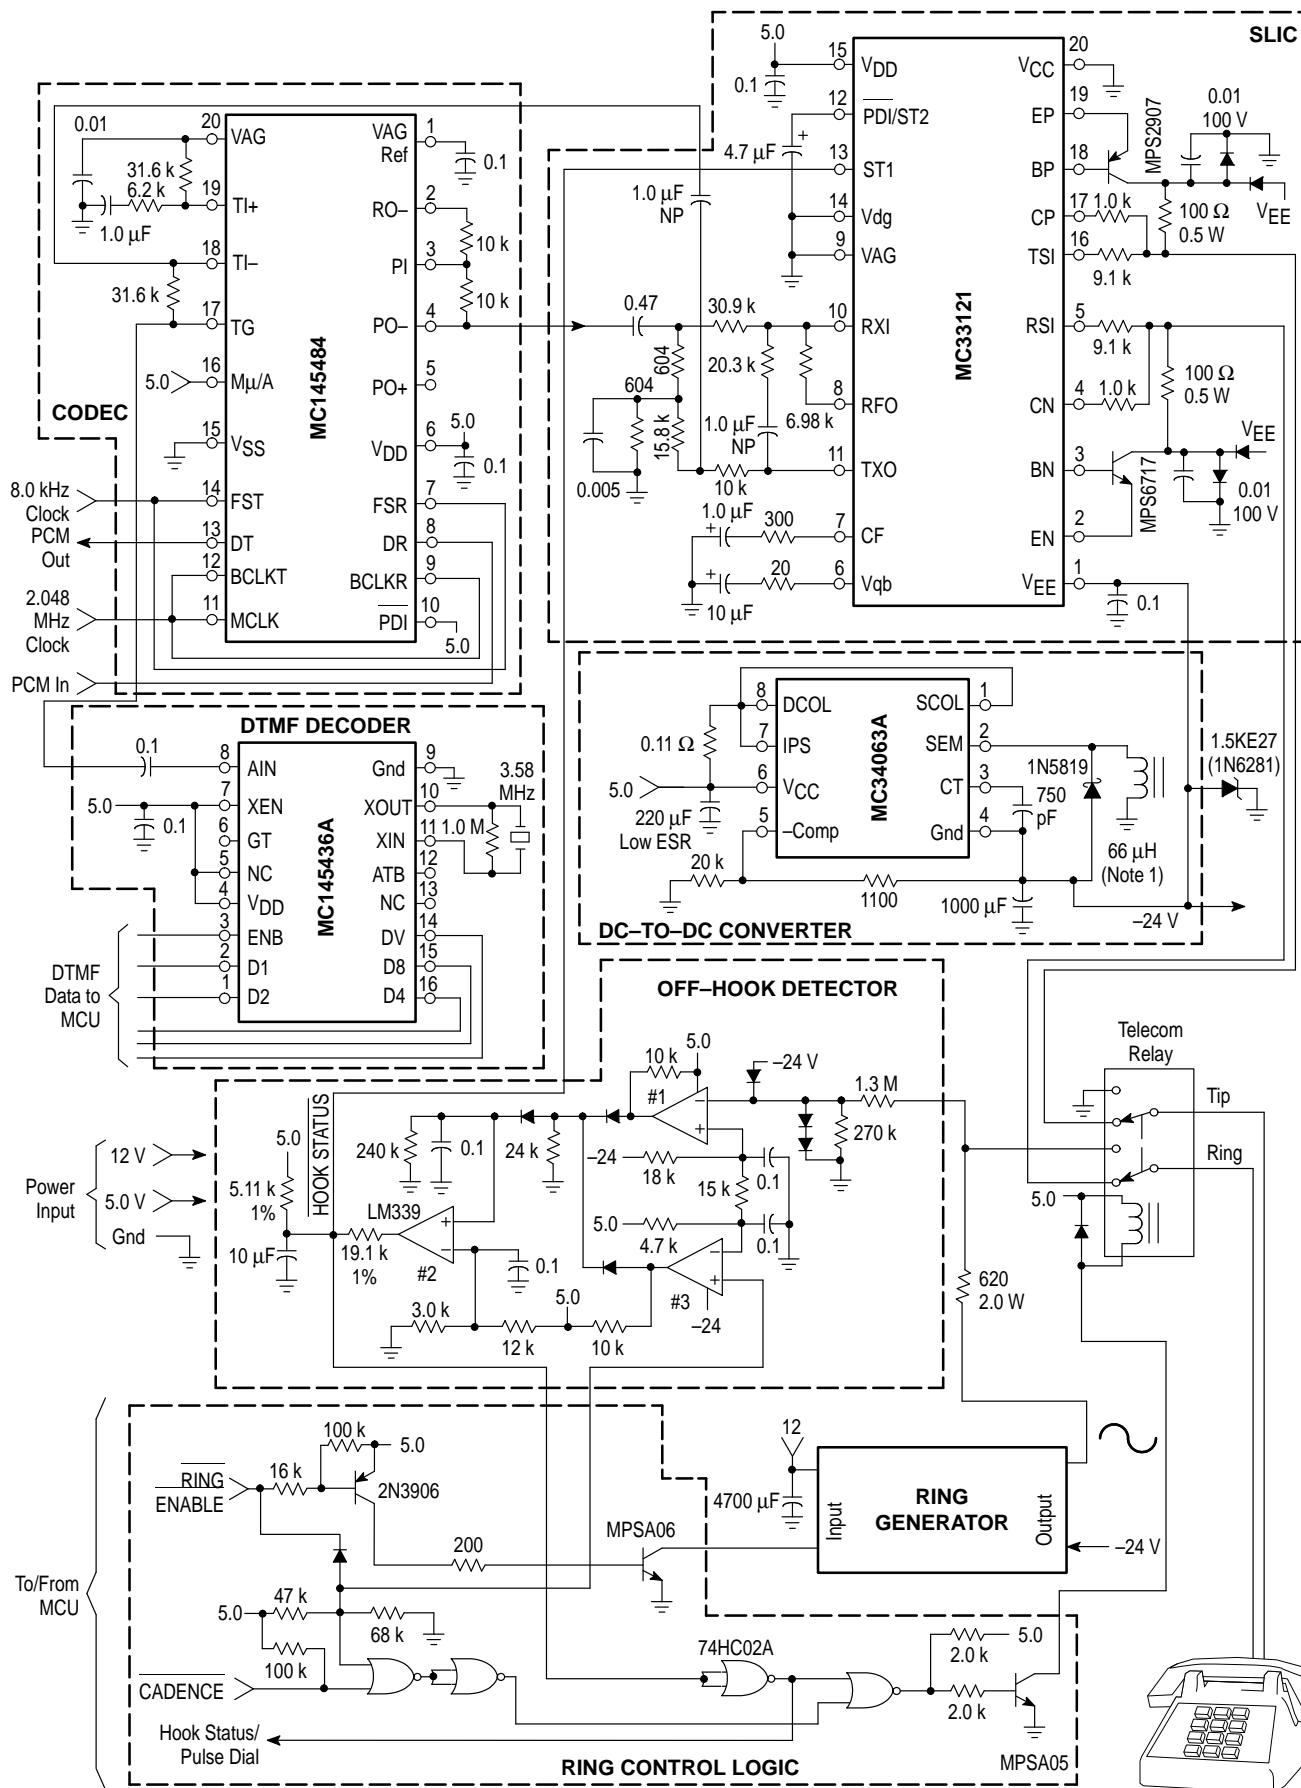 SLIC
5.0
0.1
15
VDD
12
PDI/ST2
4.7 µF
+
13
ST1
14
Vdg
9
VAG
10
RXI
8
RFO
11
TXO
7
CF
6
Vqb
MC33121
20
VCC
19
EP
18
BP
17
CP
16
TSI
5
RSI
4
CN
3
BN
2
EN
1
VEE
MPS2907
0.01
100 V
VEE
1.0 k
100 Ω
0.5 W
9.1 k
9.1 k
1.0 k
100 Ω
0.5 W
VEE
MPS6717
0.01
100 V
0.1
1.0 µF
NP
0.47
30.9 k
604
20.3 k
604
15.8 k
1.0 µF
NP
6.98 k
0.005
10 k
1.0 µF
+
300
+
10 µF
20
CODEC
MC145484
0.01
31.6 k
6.2 k
1.0 µF
31.6 k
20
VAG
19
TI+
18
TI–
17
TG
16
Mµ/A
5.0
15
VSS
14
FST
13
DT
12
BCLKT
11
MCLK
1
VAG
Ref
0.1
2
RO–
10 k
3
PI
10 k
4
PO–
5
PO+
6
VDD
5.0
0.1
7
FSR
8
DR
9
BCLKR
10
PDI
5.0
8.0 kHz
Clock
PCM
Out
2.048
MHz
Clock
PCM In
DTMF DECODER
MC145436A
0.1
8
AIN
5.0
0.1
7
XEN
6
GT
5
NC
4
VDD
3
ENB
2
D1
1
D2
9
Gnd
10
XOUT
11
XIN
12
ATB
13
NC
14
DV
15
D8
16
D4
1.0 M
3.58
MHz
DTMF
Data to
MCU
DC–TO–DC CONVERTER
MC34063A
8
DCOL
7
IPS
6
VCC
5
–Comp
1
SCOL
2
SEM
3
CT
4
Gnd
0.11 Ω
5.0
220 µF
Low ESR
20 k
1100
1N5819
750
pF
66 µH
(Note 1)
1000 µF
1.5KE27
(1N6281)
–24 V
OFF–HOOK DETECTOR
10 k
5.0
#1
–
+
–24 V
1.3 M
270 k
240 k
0.1
24 k
–24
18 k
0.1
15 k
5.0
4.7 k
0.1
HOOK STATUS
5.0
5.11 k
1%
10 µF
19.1 k
1%
LM339
+
–
#2
0.1
3.0 k
12 k
5.0
10 k
–
+
#3
–24
Power
Input
12 V
5.0 V
Gnd
Telecom
Relay
Tip
Ring
5.0
620
2.0 W
To/From
MCU
RING
ENABLE
16 k
100 k
5.0
2N3906
200
MPSA06
12
4700 µF
Input
RING
GENERATOR
Output
–24 V
5.0
47 k
68 k
100 k
CADENCE
74HC02A
2.0 k
5.0
2.0 k
MPSA05
Hook Status/
Pulse Dial
RING CONTROL LOGIC